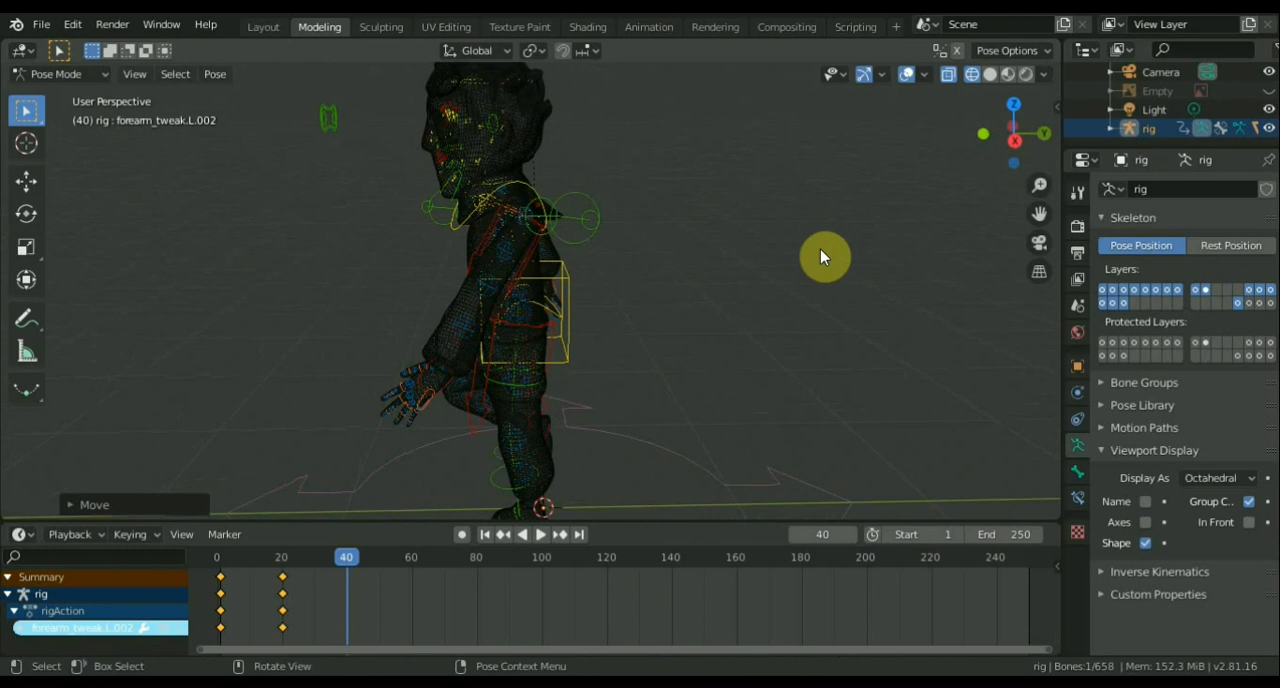 File Edit Render Window Help Layout Modeling Sculpting UV Editing Texture Paint Shading Animation Rendering Compositing Scripting + Scene View Layer
Global Pose Options
Pose Mode View Select Pose
User Perspective
(40) rig : forearm_tweak.L.002
Z
Y
X
Move
Camera
Empty
Light
rig
rig rig
rig
Skeleton
Pose Position Rest Position
Layers:
Protected Layers:
Bone Groups
Pose Library
Motion Paths
Viewport Display
Display As Octahedral
Name Group C..
Axes In Front
Shape
Inverse Kinematics
Custom Properties
Playback Keying View Marker 40 Start 1 End 250
0 20 40 60 80 100 120 140 160 180 200 220 240
Summary
rig
rigAction
forearm_tweak.L.002
Select Box Select Rotate View Pose Context Menu rig | Bones:1/658 | Mem: 152.3 MiB | v2.81.16